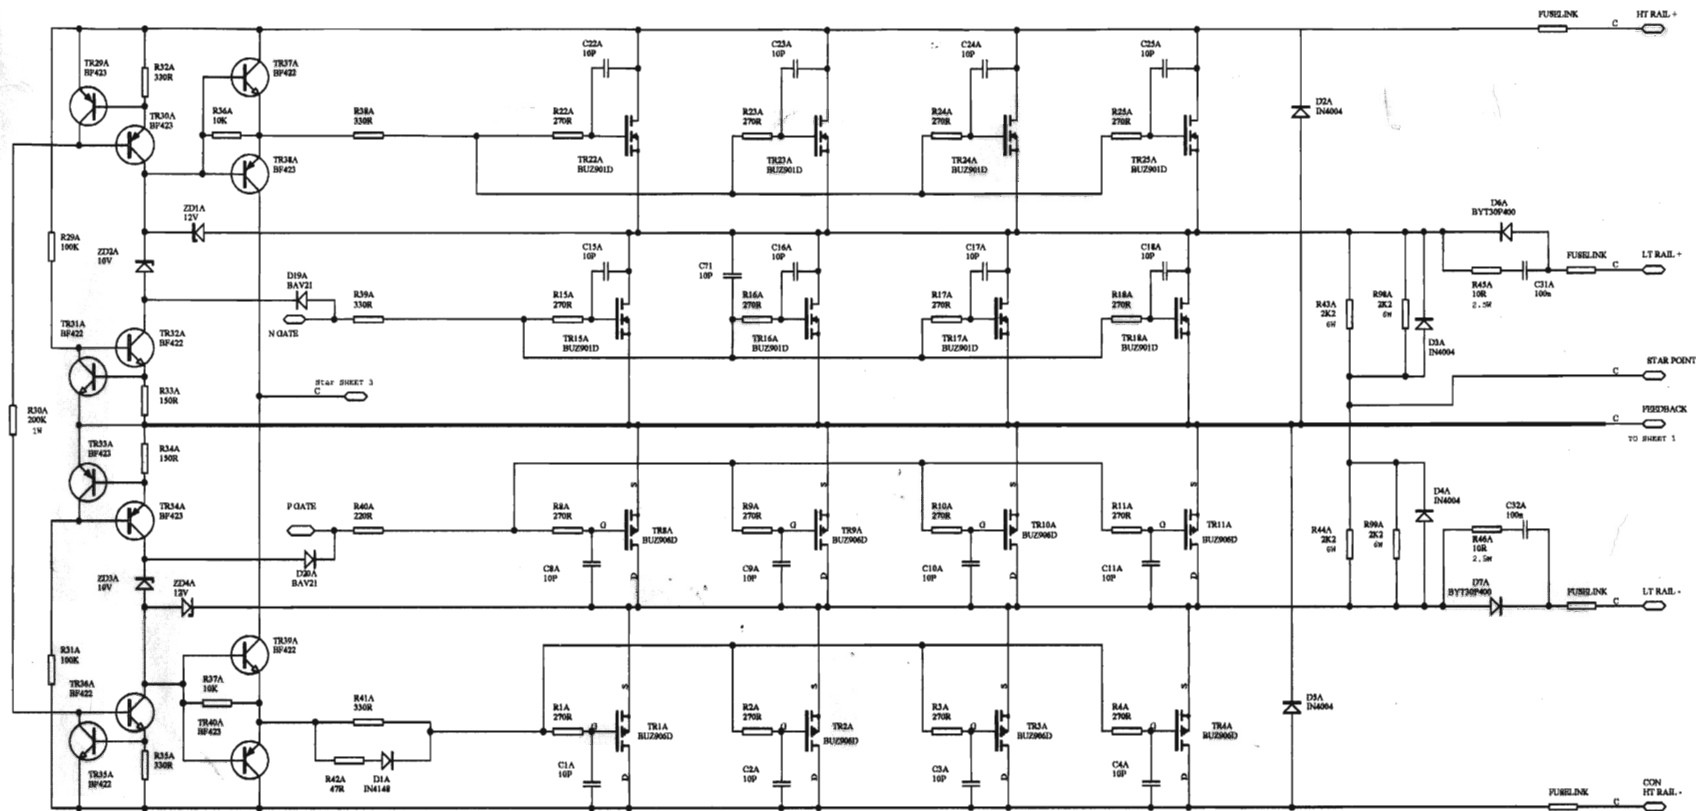 FUSELINK
C
HT RAIL +
TR29A
BF423
R32A
330R
TR37A
BF422
C22A
10P
C23A
10P
C24A
10P
C25A
10P
TR30A
BF423
R36A
10K
R38A
330R
R22A
270R
R23A
270R
R24A
270R
R25A
270R
D2A
IN4004
TR38A
BF423
TR22A
BUZ901D
TR23A
BUZ901D
TR24A
BUZ901D
TR25A
BUZ901D
ZD1A
12V
D6A
BYT30P400
R29A
100K
ZD2A
10V
C15A
10P
C71
10P
C16A
10P
C17A
10P
C18A
10P
FUSELINK
C
LT RAIL +
D19A
BAV21
R39A
330R
R15A
270R
R16A
270R
R17A
270R
R18A
270R
R45A
10R
2.5W
C31A
100n
R43A
2K2
6W
R98A
2K2
6W
D3A
IN4004
TR31A
BF422
TR32A
BF422
N GATE
TR15A
BUZ901D
TR16A
BUZ901D
TR17A
BUZ901D
TR18A
BUZ901D
STAR POINT
C
R33A
150R
Star SHEET 3
C
R30A
200K
1W
FEEDBACK
C
TO SHEET 1
TR33A
BF423
R34A
150R
TR34A
BF423
P GATE
R40A
220R
R8A
270R
G
S
TR8A
BUZ906D
R9A
270R
G
S
TR9A
BUZ906D
R10A
270R
G
S
TR10A
BUZ906D
R11A
270R
G
S
TR11A
BUZ906D
D4A
IN4004
C32A
100n
R44A
2K2
6W
R99A
2K2
6W
R46A
10R
2.5W
ZD3A
10V
ZD4A
12V
D20A
BAV21
C8A
10P
D
C9A
10P
D
C10A
10P
D
C11A
10P
D
D7A
BYT30P400
FUSELINK
C
LT RAIL -
R31A
100K
TR39A
BF422
TR36A
BF422
R37A
10K
R41A
330R
R1A
270R
G
S
TR1A
BUZ906D
R2A
270R
S
TR2A
BUZ906D
R3A
270R
G
S
TR3A
BUZ906D
R4A
270R
G
S
TR4A
BUZ906D
D5A
IN4004
TR40A
BF423
TR35A
BF422
R35A
330R
R42A
47R
D1A
IN4148
C1A
10P
D
C2A
10P
D
C3A
10P
D
C4A
10P
D
FUSELINK
C
CON
HT RAIL -